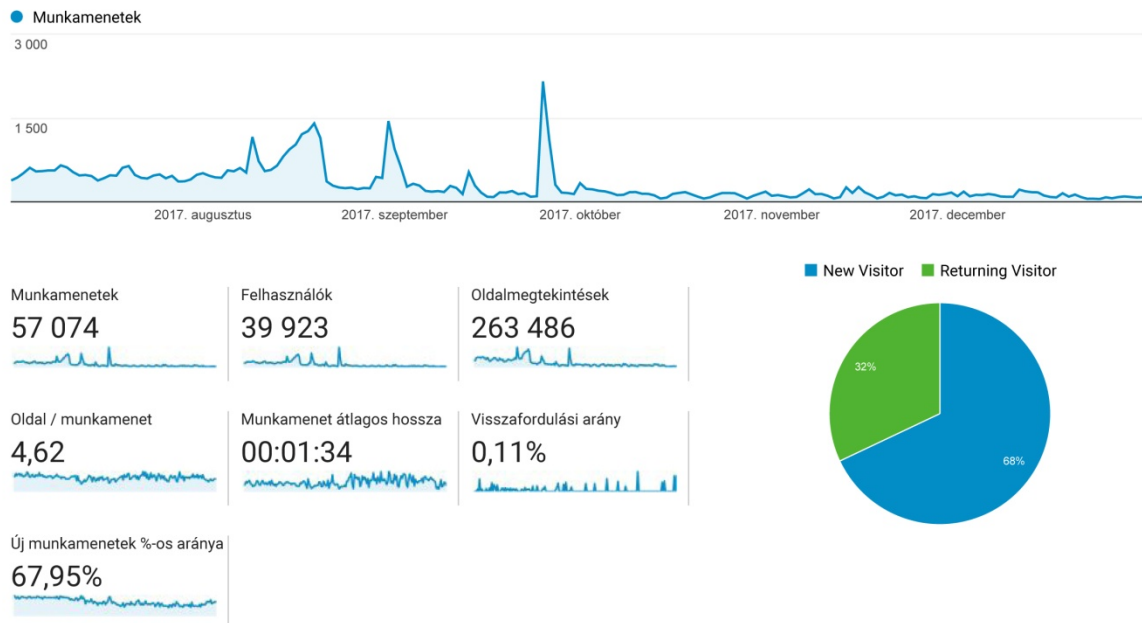 Munkamenetek
3 000
1 500
2017. augusztus
2017. szeptember
2017. október
2017. november
2017. december
New Visitor
Returning Visitor
Munkamenetek
57 074
Felhasználók
39 923
Oldalmegtekintések
263 486
32%
68%
Oldal / munkamenet
4,62
Munkamenet átlagos hossza
00:01:34
Visszafordulási arány
0,11%
Új munkamenetek %-os aránya
67,95%